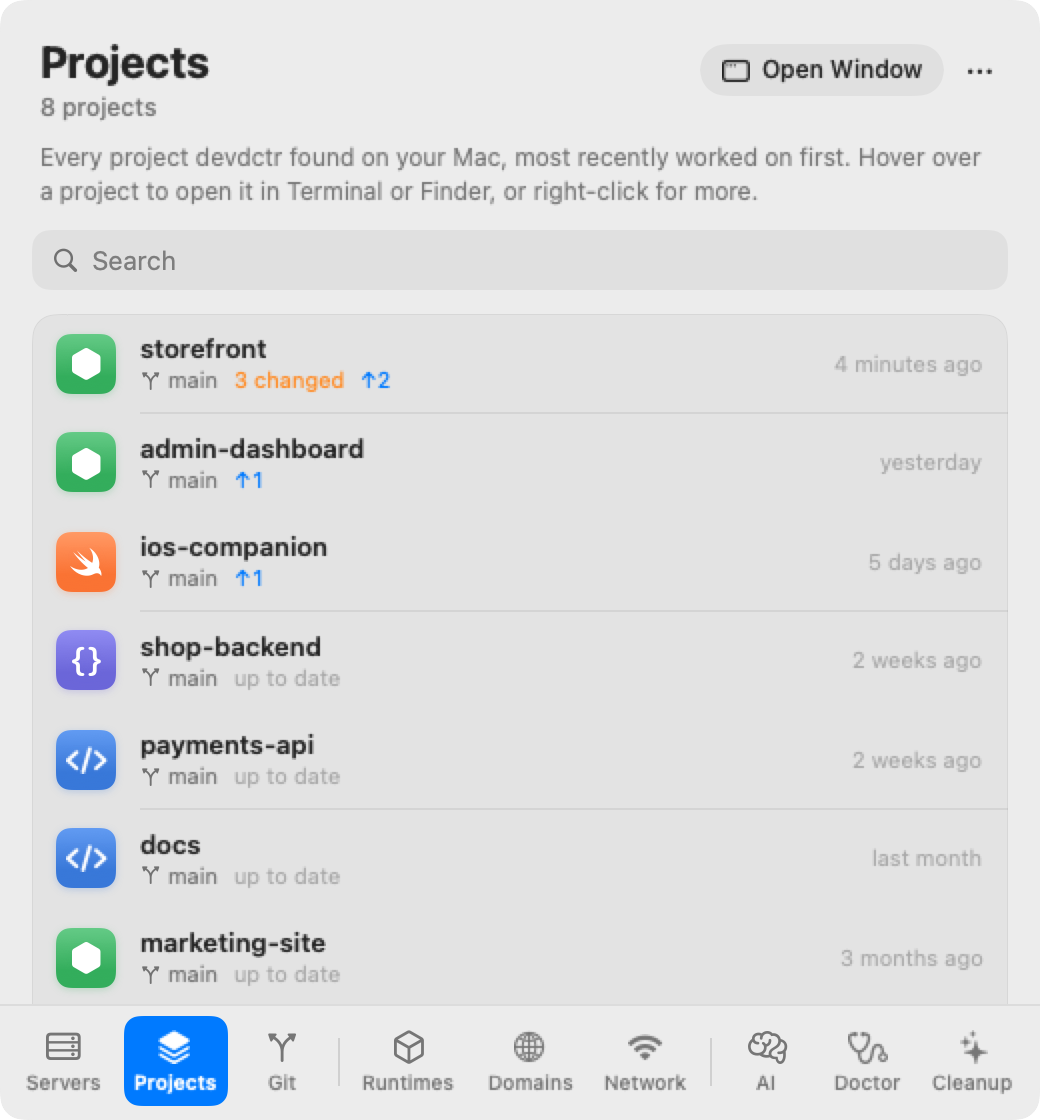 Projects
8 projects
Open Window
Every project devdctr found on your Mac, most recently worked on first. Hover over
a project to open it in Terminal or Finder, or right-click for more.
Search
storefront
main 3 changed ↑2
4 minutes ago
admin-dashboard
main ↑1
yesterday
ios-companion
main ↑1
5 days ago
{}
shop-backend
main up to date
2 weeks ago
</>
payments-api
main up to date
2 weeks ago
</>
docs
main up to date
last month
marketing-site
main up to date
3 months ago
Servers
Projects
Git
Runtimes
Domains
Network
AI
Doctor
Cleanup